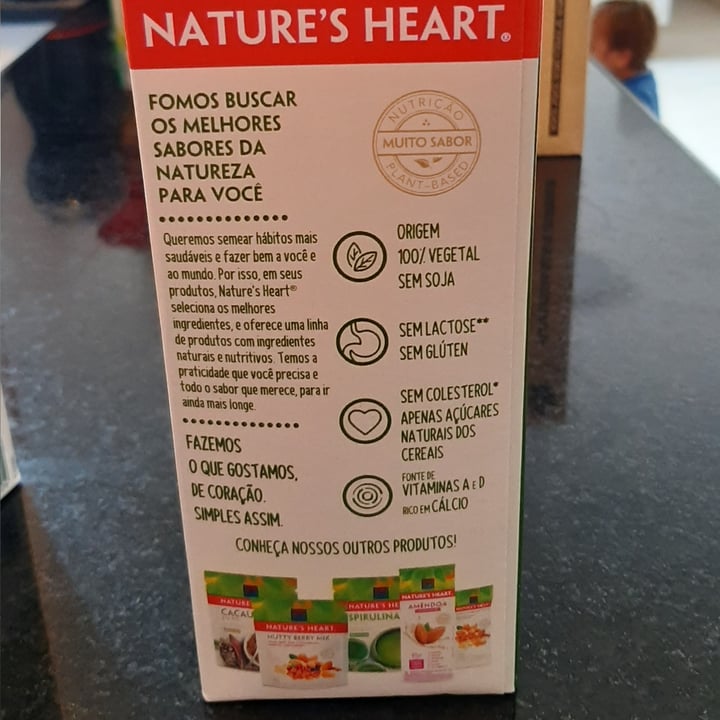 NATURE'S HEART®
FOMOS BUSCAR
OS MELHORES
SABORES DA
NATUREZA
PARA VOCÊ
NUTRIÇÃO
MUITO SABOR
PLANT-BASED
Queremos semear hábitos mais
saudáveis e fazer bem a você e
ao mundo. Por isso, em seus
produtos, Nature's Heart®
seleciona os melhores
ingredientes, e oferece uma linha
de produtos com ingredientes
naturais e nutritivos. Temos a
praticidade que você precisa e
todo o sabor que merece, para ir
ainda mais longe.
FAZEMOS
O QUE GOSTAMOS,
DE CORAÇÃO.
SIMPLES ASSIM.
ORIGEM
100% VEGETAL
SEM SOJA
SEM LACTOSE**
SEM GLÚTEN
SEM COLESTEROL*
APENAS AÇÚCARES
NATURAIS DOS
CEREAIS
FONTE DE
VITAMINAS A E D
RICO EM CÁLCIO
CONHEÇA NOSSOS OUTROS PRODUTOS!
NATURE
CACAU
NATURE'S HEART
NUTTY BERRY MIX
NATURE'S HE
SPIRULINA
NATURE'S HEART
AMÊNDOA